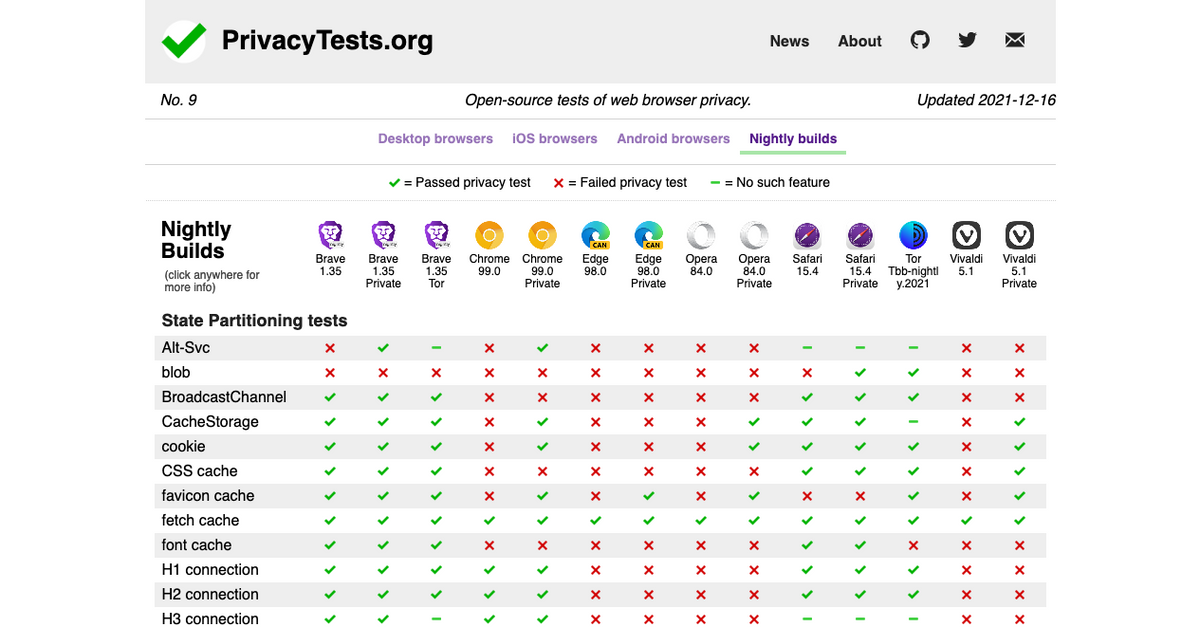 PrivacyTests.org
News About
No. 9 Open-source tests of web browser privacy. Updated 2021-12-16
Desktop browsers iOS browsers Android browsers Nightly builds
✓ = Passed privacy test ✕ = Failed privacy test – = No such feature
Nightly
Builds
(click anywhere for
more info)
CAN CAN
Brave Brave Brave Chrome Chrome Edge Edge Opera Opera Safari Safari Tor Vivaldi Vivaldi
1.35 1.35 1.35 99.0 99.0 98.0 98.0 84.0 84.0 15.4 15.4 Tbb-nightl 5.1 5.1
Private Tor Private Private Private Private y.2021 Private
State Partitioning tests
Alt-Svc ✕ ✓ – ✕ ✓ ✕ ✕ ✕ ✕ – – – ✕ ✕
blob ✕ ✕ ✕ ✕ ✕ ✕ ✕ ✕ ✕ ✕ ✓ ✓ ✕ ✕
BroadcastChannel ✓ ✓ ✓ ✕ ✕ ✕ ✕ ✕ ✕ ✓ ✓ ✓ ✕ ✕
CacheStorage ✓ ✓ ✓ ✕ ✓ ✕ ✕ ✕ ✓ ✓ ✓ – ✕ ✓
cookie ✓ ✓ ✓ ✕ ✓ ✕ ✕ ✕ ✓ ✓ ✓ ✓ ✕ ✓
CSS cache ✓ ✓ ✓ ✕ ✕ ✕ ✕ ✕ ✕ ✓ ✓ ✓ ✕ ✓
favicon cache ✓ ✓ ✓ ✕ ✓ ✕ ✓ ✕ ✓ ✕ ✕ ✓ ✕ ✓
fetch cache ✓ ✓ ✓ ✓ ✓ ✓ ✓ ✓ ✓ ✓ ✓ ✓ ✓ ✓
font cache ✓ ✓ ✓ ✕ ✕ ✕ ✕ ✕ ✕ ✓ ✓ ✕ ✕ ✕
H1 connection ✓ ✓ ✓ ✓ ✓ ✕ ✕ ✕ ✕ ✓ ✓ ✓ ✕ ✕
H2 connection ✓ ✓ ✓ ✓ ✓ ✕ ✕ ✕ ✕ ✓ ✓ ✓ ✕ ✕
H3 connection ✓ ✓ – ✓ ✓ ✕ ✕ ✕ ✕ – – – ✕ ✕